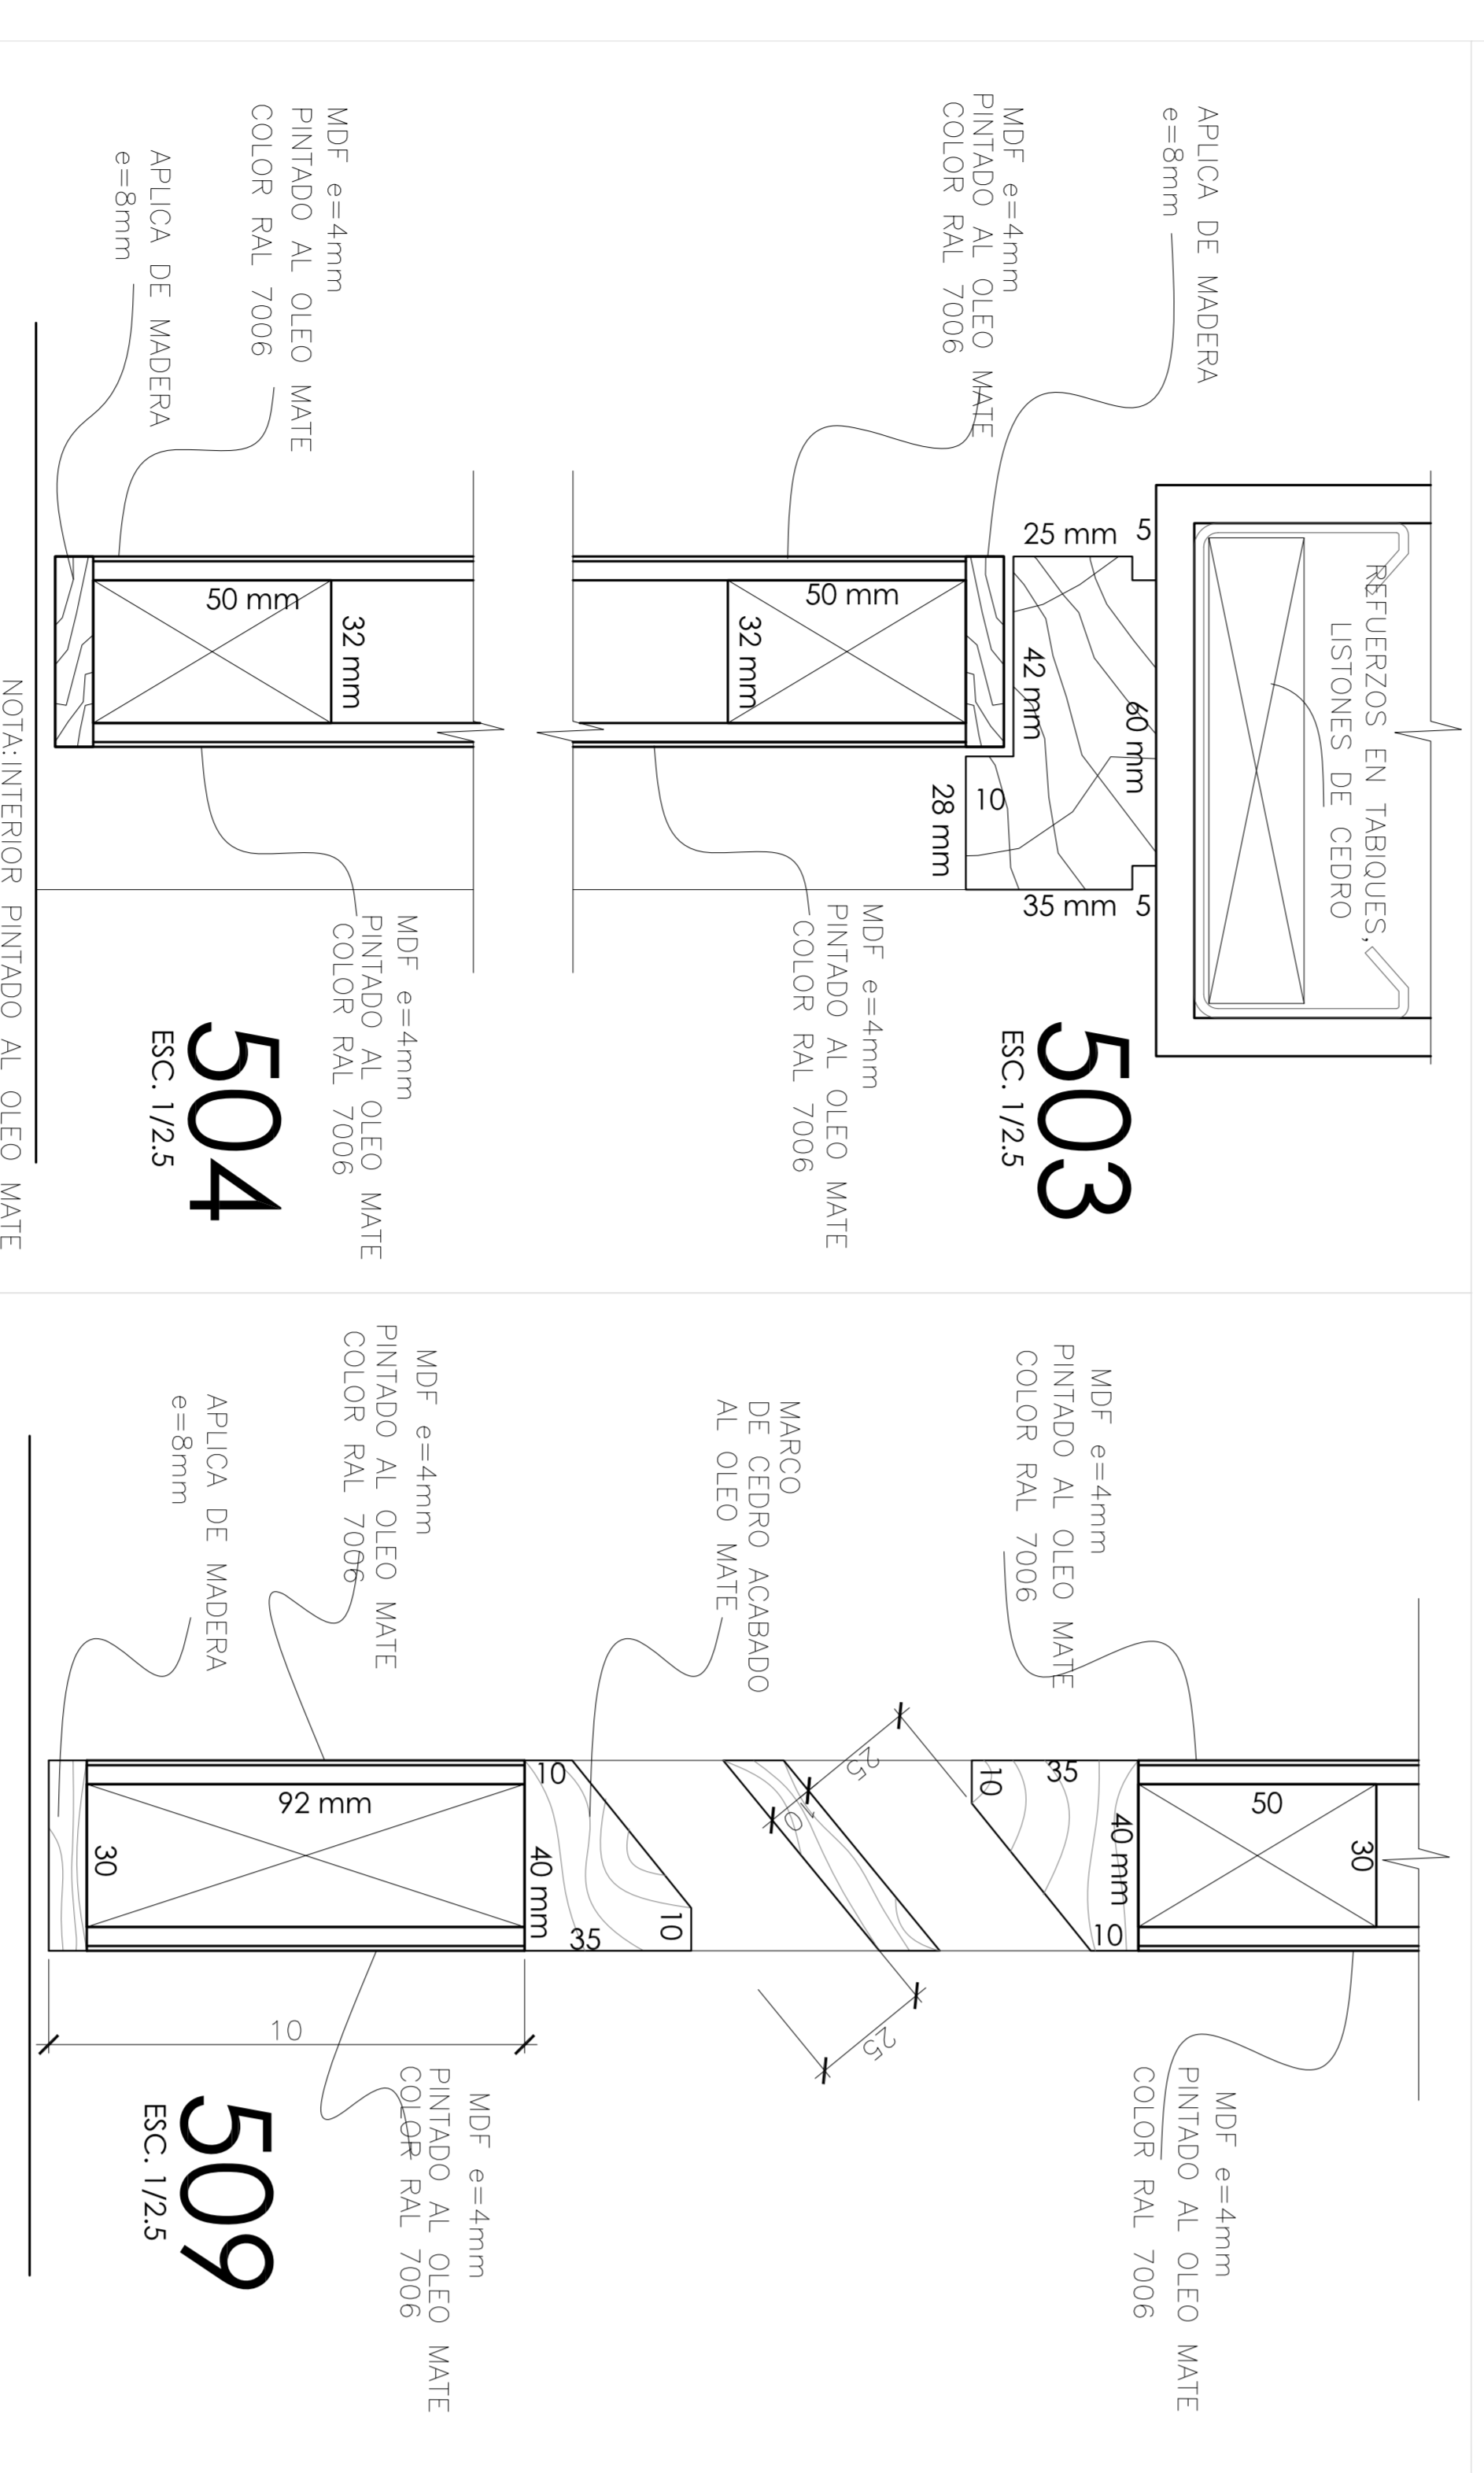 REFUERZOS EN TABIQUES,
LISTONES DE CEDRO
5
60 mm
5
25 mm
42 mm
35 mm
10
28 mm
APLICA DE MADERA
e=8mm
MDF e=4mm
PINTADO AL OLEO MATE
COLOR RAL 7006
50 mm
32 mm
MDF e=4mm
PINTADO AL OLEO MATE
COLOR RAL 7006
503
ESC. 1/2.5
MDF e=4mm
PINTADO AL OLEO MATE
COLOR RAL 7006
APLICA DE MADERA
e=8mm
32 mm
50 mm
MDF e=4mm
PINTADO AL OLEO MATE
COLOR RAL 7006
504
ESC. 1/2.5
NOTA:INTERIOR PINTADO AL OLEO MATE
30
50
MDF e=4mm
PINTADO AL OLEO MATE
COLOR RAL 7006
MDF e=4mm
PINTADO AL OLEO MATE
COLOR RAL 7006
40 mm
10
35
10
25
10
25
MARCO
DE CEDRO ACABADO
AL OLEO MATE
10
35
40 mm
10
MDF e=4mm
PINTADO AL OLEO MATE
COLOR RAL 7006
MDF e=4mm
PINTADO AL OLEO MATE
COLOR RAL 7006
92 mm
10
APLICA DE MADERA
e=8mm
30
509
ESC. 1/2.5